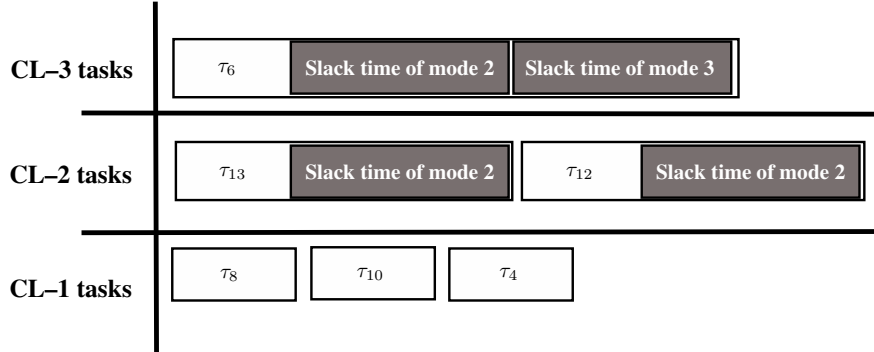 CL–3 tasks τ6 Slack time of mode 2 Slack time of mode 3
CL–2 tasks τ13 Slack time of mode 2 τ12 Slack time of mode 2
CL–1 tasks τ8 τ10 τ4